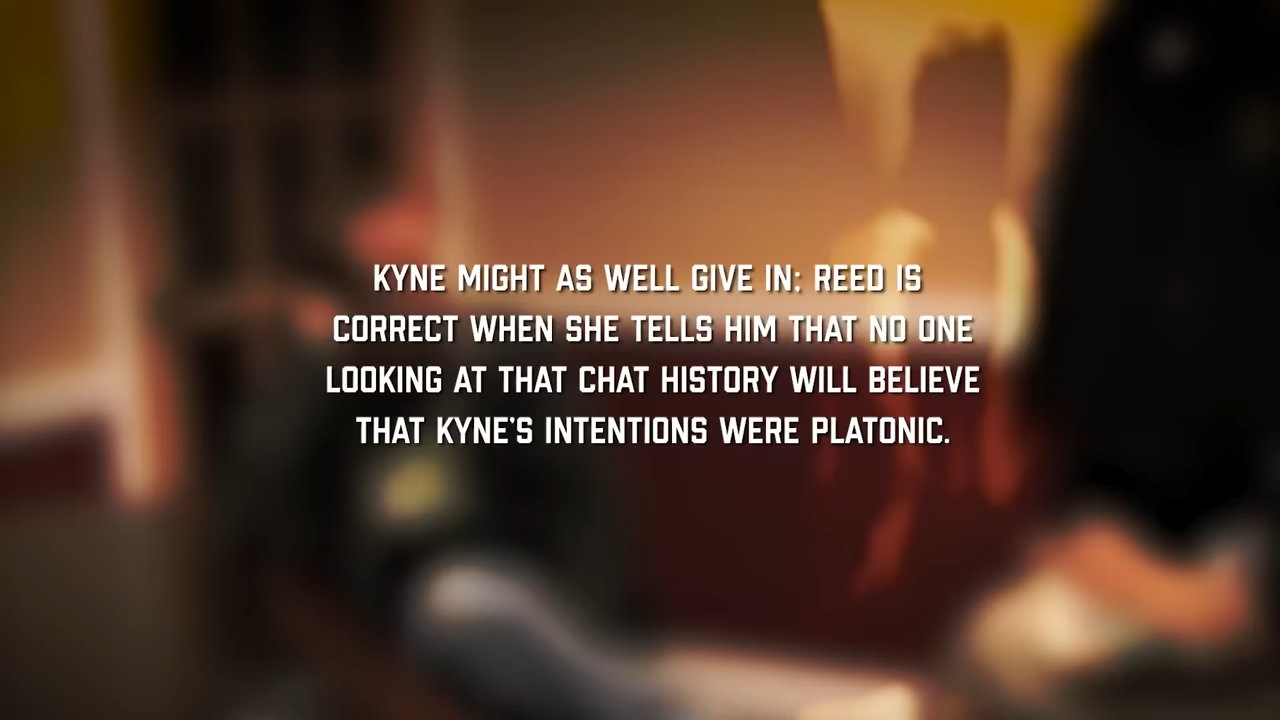 KYNE MIGHT AS WELL GIVE IN: REED IS
CORRECT WHEN SHE TELLS HIM THAT NO ONE
LOOKING AT THAT CHAT HISTORY WILL BELIEVE
THAT KYNE'S INTENTIONS WERE PLATONIC.